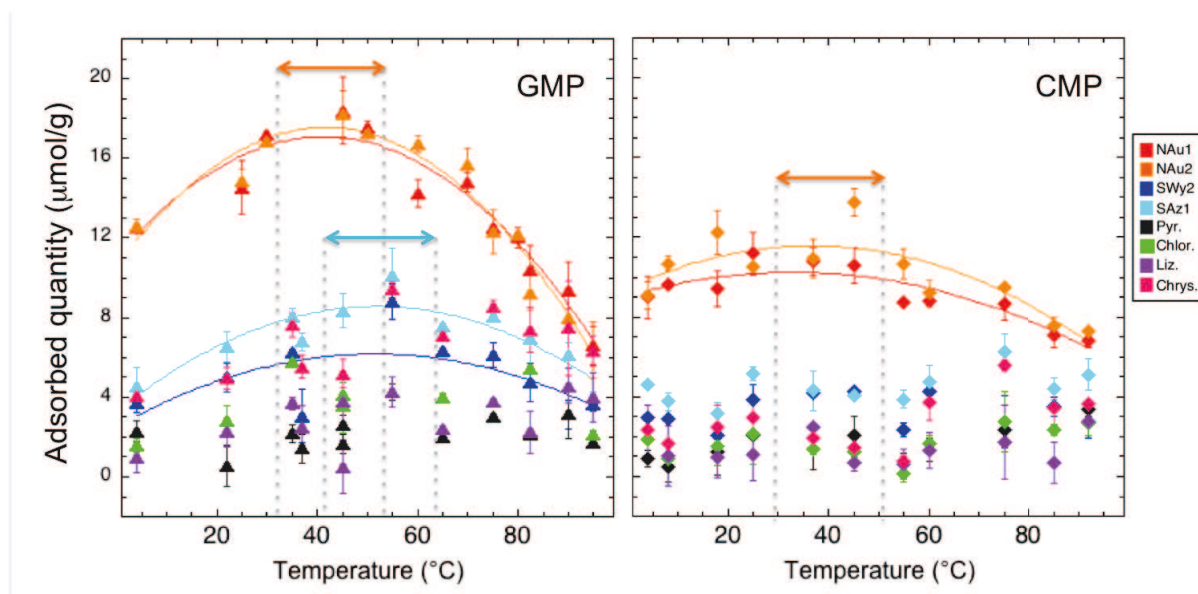 GMP
CMP
Adsorbed quantity (μmol/g)
20
16
12
8
4
0
20
40
60
80
Temperature (°C)
20
40
60
80
Temperature (°C)
NAu1
NAu2
SWy2
SAz1
Pyr.
Chlor.
Liz.
Chrys.